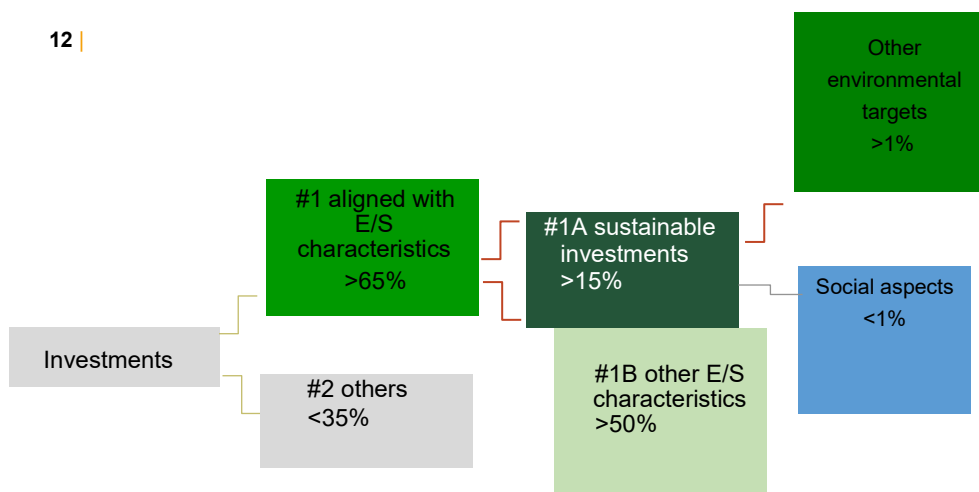 12 |
Other
environmental
targets
>1%
#1 aligned with
E/S
characteristics
>65%
#1A sustainable
investments
>15%
Social aspects
<1%
Investments
#2 others
<35%
#1B other E/S
characteristics
>50%